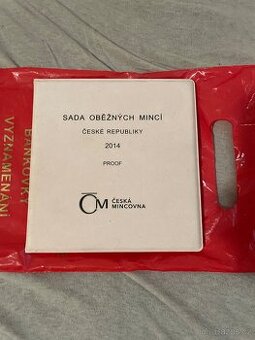 SADA OBĚŽNÝCH MINCÍ
ČESKÉ REPUBLIKY
2014
PROOF
ČM ČESKÁ
MINCOVNA
BANKOVKY
VYZNAMENÁNÍ